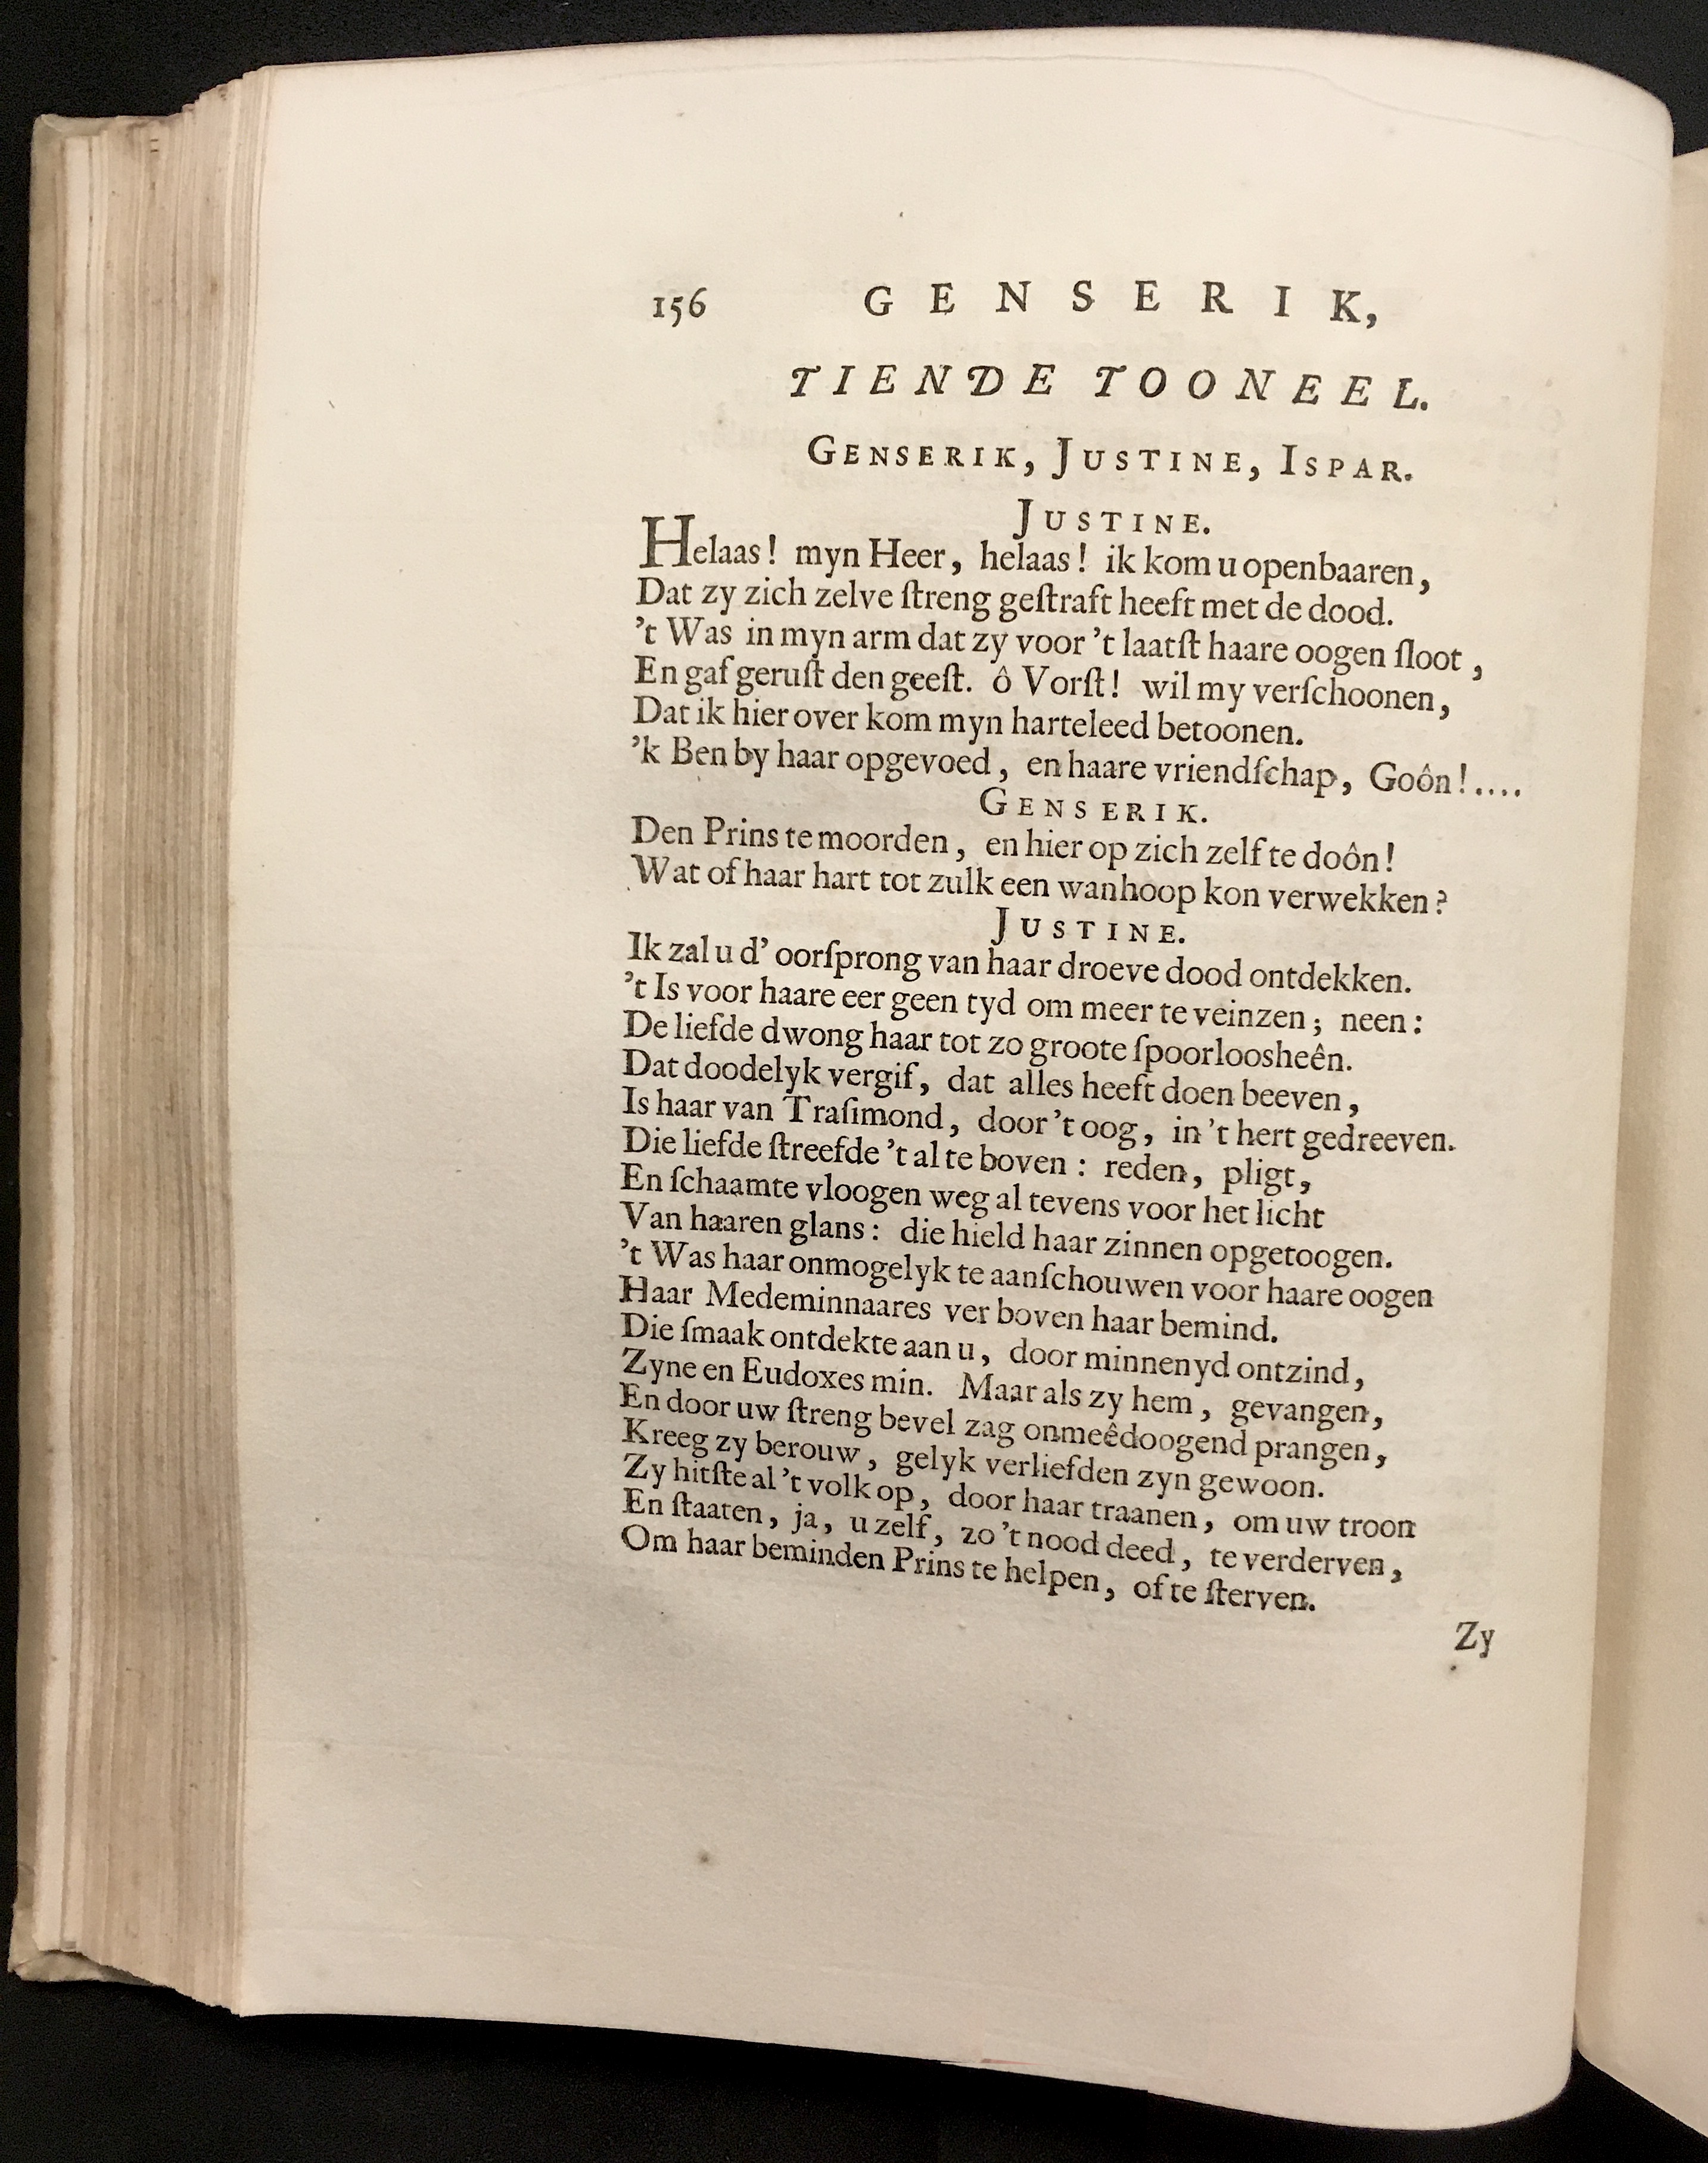 156 GENSERIK,
TIENDE TOONEEL.
GENSERIK, JUSTINE, ISPAR.
JUSTINE.
Helaas! myn Heer, helaas! ik kom u openbaaren,
Dat zy zich zelve ſtreng geſtraft heeft met de dood.
't Was in myn arm dat zy voor 't laatſt haare oogen ſloot,
En gaf geruſt den geeſt. ô Vorſt! wil my verſchoonen,
Dat ik hier over kom myn harteleed betoonen.
'k Ben by haar opgevoed, en haare vriendſchap, Goôn!....
GENSERIK.
Den Prins te moorden, en hier op zich zelf te doôn!
Wat of haar hart tot zulk een wanhoop kon verwekken?
JUSTINE.
Ik zal u d' oorſprong van haar droeve dood ontdekken.
't Is voor haare eer geen tyd om meer te veinzen; neen:
De liefde dwong haar tot zo groote ſpoorloosheên.
Dat doodelyk vergif, dat alles heeft doen beeven,
Is haar van Traſimond, door 't oog, in 't hert gedreeven.
Die liefde ſtreefde 't al te boven: reden, pligt,
En ſchaamte vloogen weg al tevens voor het licht
Van haaren glans: die hield haar zinnen opgetoogen.
't Was haar onmogelyk te aanſchouwen voor haare oogen
Haar Medeminnaares ver boven haar bemind.
Die ſmaak ontdekte aan u, door minnenyd ontzind,
Zyne en Eudoxes min. Maar als zy hem, gevangen,
En door uw ſtreng bevel zag onmeêdoogend prangen,
Kreeg zy berouw, gelyk verliefden zyn gewoon.
Zy hitſte al 't volk op, door haar traanen, om uw troon
En ſtaaten, ja, u zelf, zo 't nood deed, te verderven,
Om haar beminden Prins te helpen, of te ſterven.
Zy